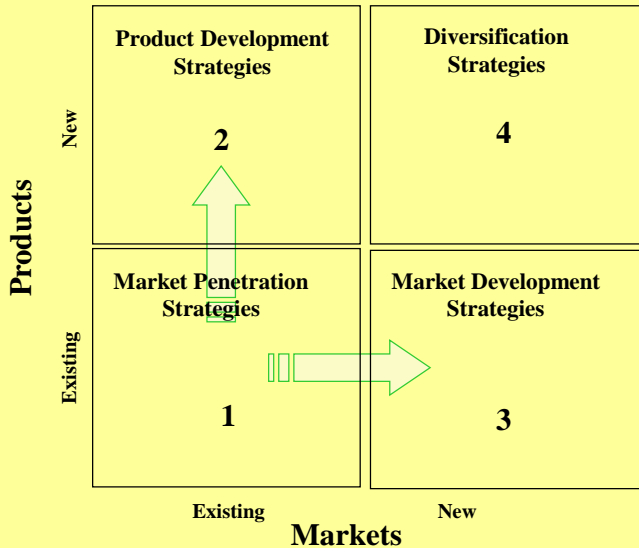 Product Development
Strategies
2
Diversification
Strategies
4
New
Products
Market Penetration
Strategies
1
Market Development
Strategies
3
Existing
Existing
New
Markets